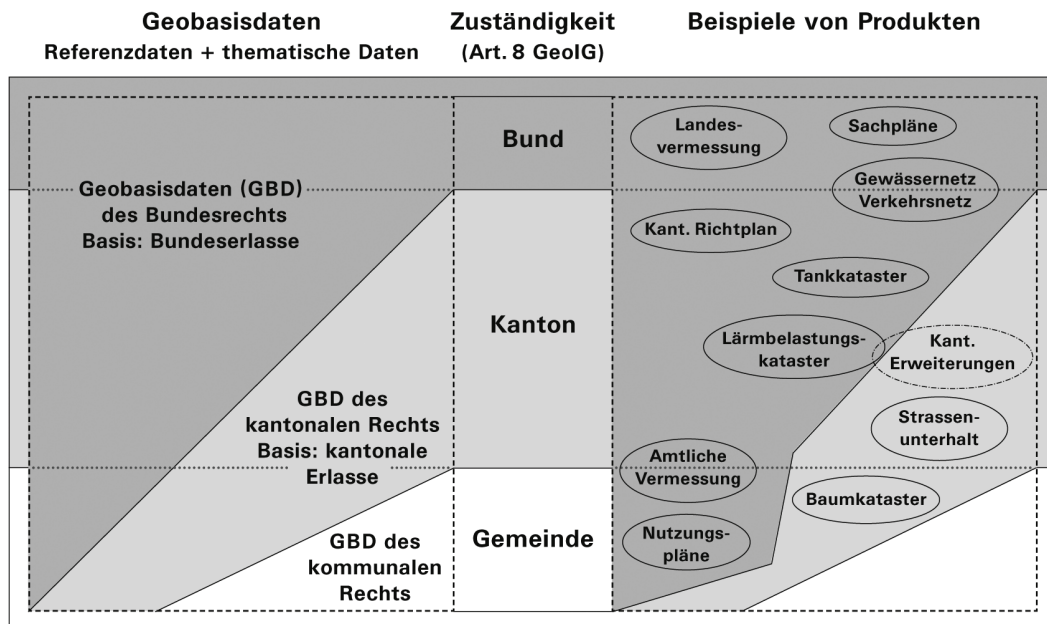 Geobasisdaten
Referenzdaten + thematische Daten
Zuständigkeit
(Art. 8 GeoIG)
Beispiele von Produkten
Geobasisdaten (GBD)
des Bundesrechts
Basis: Bundeserlasse
GBD des
kantonalen Rechts
Basis: kantonale
Erlasse
GBD des
kommunalen
Rechts
Bund
Kanton
Gemeinde
Landes-
vermessung
Sachpläne
Gewässernetz
Verkehrsnetz
Kant. Richtplan
Tankkataster
Lärmbelastungs-
kataster
Kant.
Erweiterungen
Strassen-
unterhalt
Amtliche
Vermessung
Baumkataster
Nutzungs-
pläne